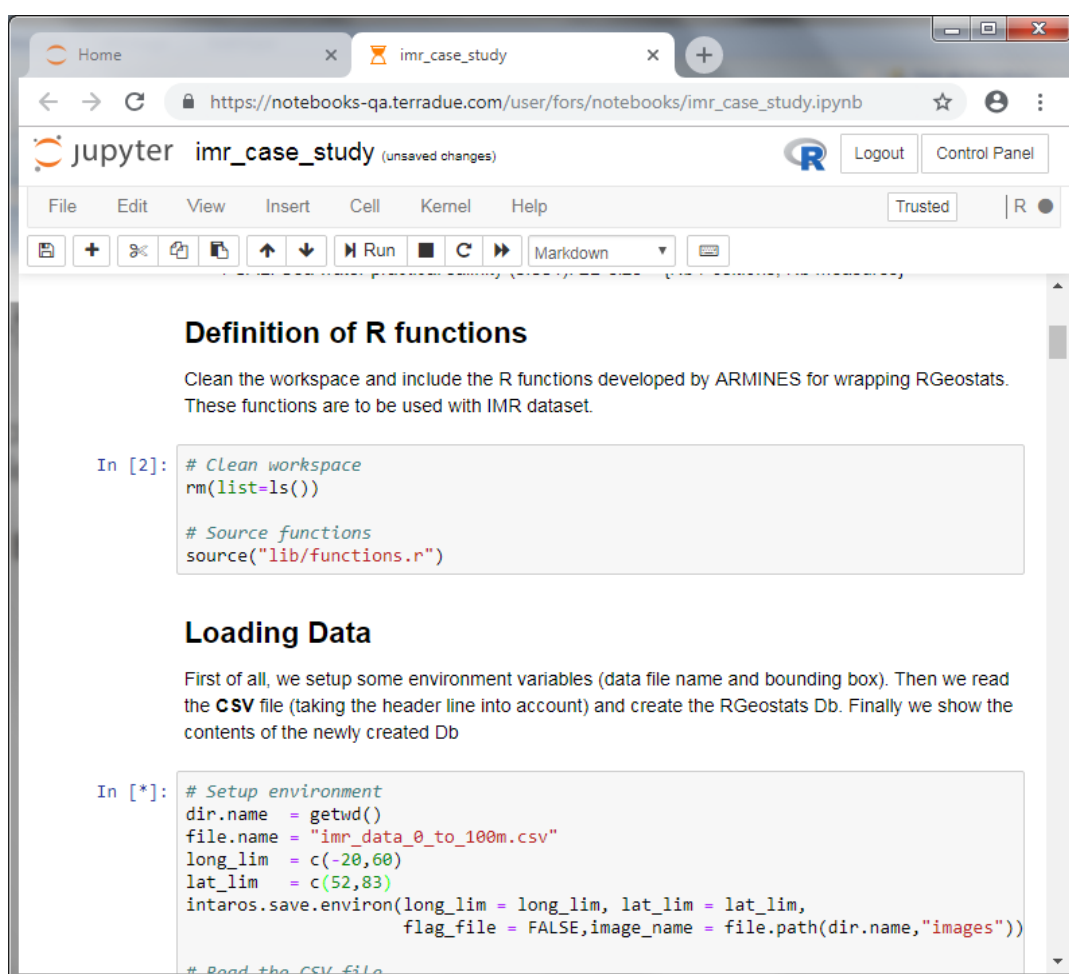 Home
imr_case_study
https://notebooks-qa.terradue.com/user/fors/notebooks/imr_case_study.ipynb
jupyter imr_case_study (unsaved changes)
R
Logout
Control Panel
File Edit View Insert Cell Kernel Help
Trusted
R
Run
Markdown
Definition of R functions
Clean the workspace and include the R functions developed by ARMINES for wrapping RGeostats.
These functions are to be used with IMR dataset.
In [2]:
# Clean workspace
rm(list=ls())
# Source functions
source("lib/functions.r")
Loading Data
First of all, we setup some environment variables (data file name and bounding box). Then we read
the CSV file (taking the header line into account) and create the RGeostats Db. Finally we show the
contents of the newly created Db
In [*]:
# Setup environment
dir.name = getwd()
file.name = "imr_data_0_to_100m.csv"
long_lim = c(-20,60)
lat_lim = c(52,83)
intaros.save.environ(long_lim = long_lim, lat_lim = lat_lim,
flag_file = FALSE,image_name = file.path(dir.name,"images"))
# Read the CSV file